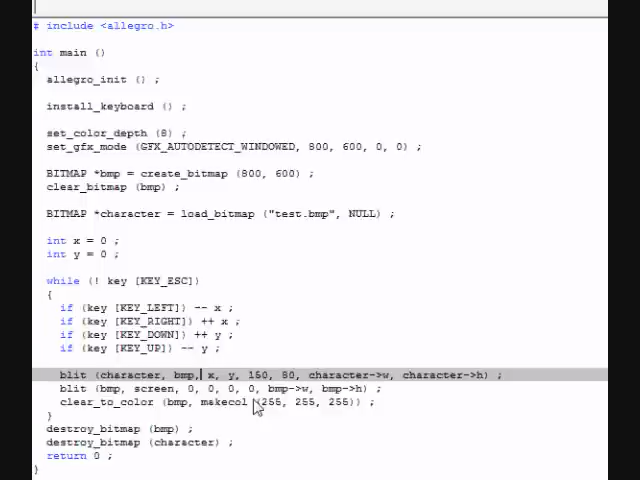 # include <allegro.h>
int main ()
{
allegro_init () ;
install_keyboard () ;
set_color_depth (8) ;
set_gfx_mode (GFX_AUTODETECT_WINDOWED, 800, 600, 0, 0) ;
BITMAP *bmp = create_bitmap (800, 600) ;
clear_bitmap (bmp) ;
BITMAP *character = load_bitmap ("test.bmp", NULL) ;
int x = 0 ;
int y = 0 ;
while (! key [KEY_ESC])
{
if (key [KEY_LEFT]) -- x ;
if (key [KEY_RIGHT]) ++ x ;
if (key [KEY_DOWN]) ++ y ;
if (key [KEY_UP]) -- y ;
blit (character, bmp, x, y, 150, 80, character->w, character->h) ;
blit (bmp, screen, 0, 0, 0, 0, bmp->w, bmp->h) ;
clear_to_color (bmp, makecol (255, 255, 255)) ;
}
destroy_bitmap (bmp) ;
destroy_bitmap (character) ;
return 0 ;
}